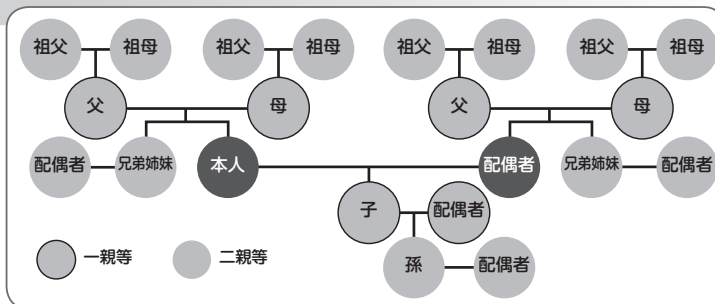 祖父 祖母 祖父 祖母 祖父 祖母 祖父 祖母
父 母 父 母
配偶者 兄弟姉妹 本人 配偶者 兄弟姉妹 配偶者
子 配偶者
一親等 二親等 孫 配偶者